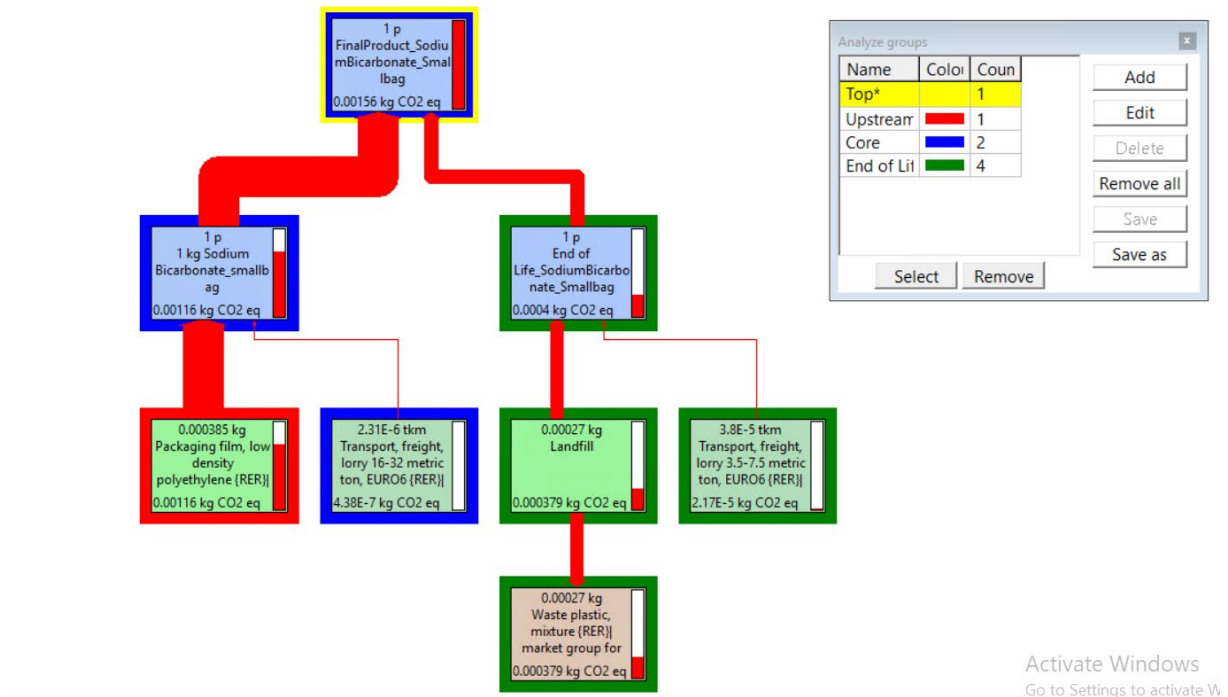 1 p
FinalProduct_Sodiu
mBicarbonate_Smal
lbag
0.00156 kg CO2 eq
Analyze groups
x
Name Coloı Coun
Top* 1
Upstream 1
Core 2
End of Lif 4
Add
Edit
Delete
Remove all
Save
Save as
Select Remove
1 p
1 kg Sodium
Bicarbonate_smallb
ag
0.00116 kg CO2 eq
1 p
End of
Life_SodiumBicarbo
nate_Smallbag
0.0004 kg CO2 eq
0.000385 kg
Packaging film, low
density
polyethylene {RER}|
0.00116 kg CO2 eq
2.31E-6 tkm
Transport, freight,
lorry 16-32 metric
ton, EURO6 {RER}|
4.38E-7 kg CO2 eq
0.00027 kg
Landfill
0.000379 kg CO2 eq
3.8E-5 tkm
Transport, freight,
lorry 3.5-7.5 metric
ton, EURO6 {RER}|
2.17E-5 kg CO2 eq
0.00027 kg
Waste plastic,
mixture {RER}|
market group for
0.000379 kg CO2 eq
Activate Windows
Go to Settings to activate W